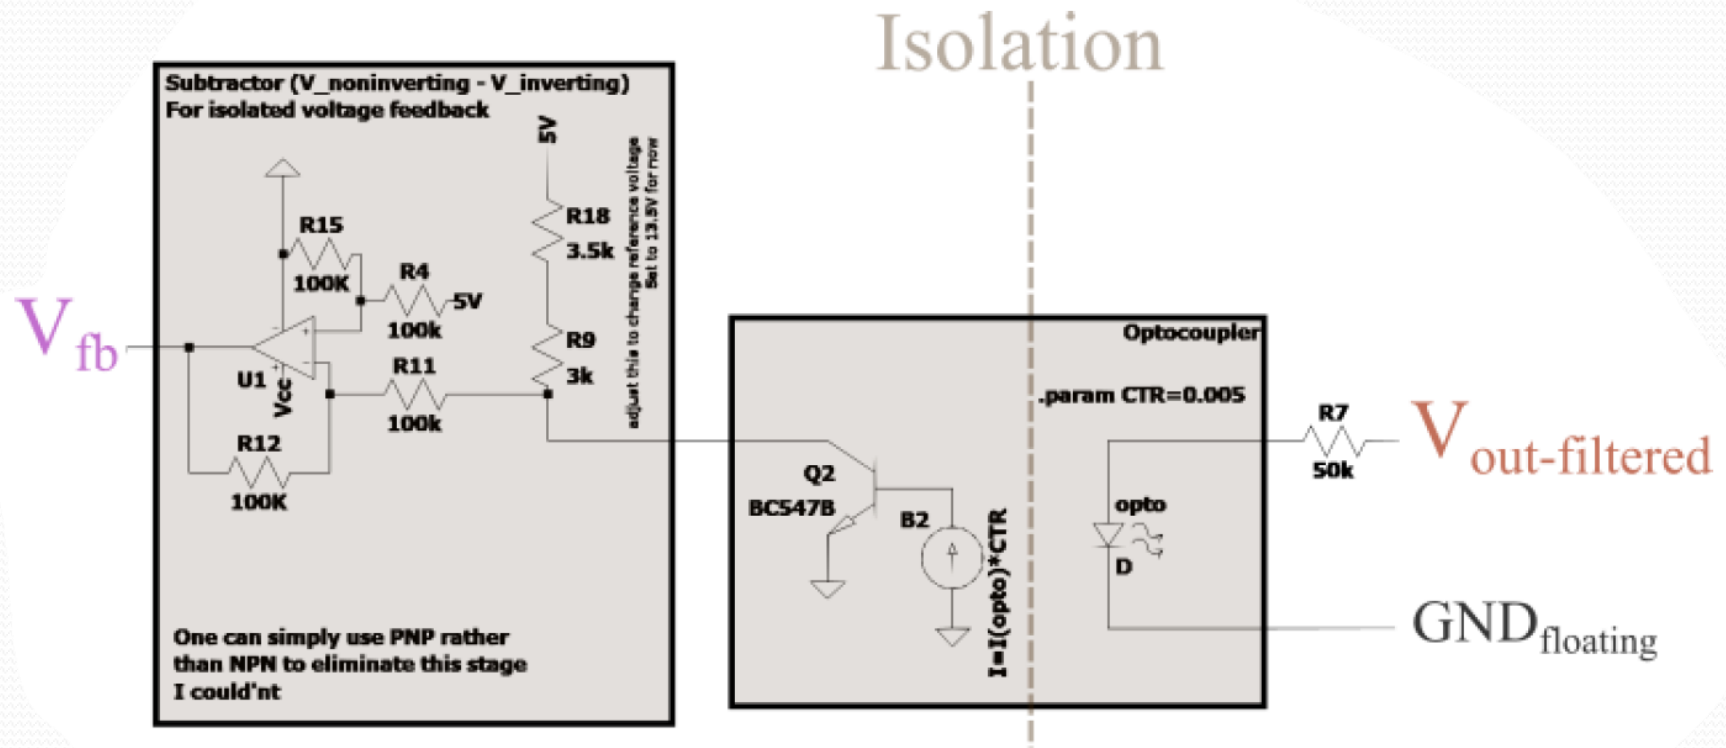 Isolation
Subtractor (V_noninverting - V_inverting)
For isolated voltage feedback
5V
adjust this to change reference voltage
Set to 13.5V for now
R18
3.5k
R15
100K
R4
5V
100k
V fb
+
-
U1
+
Vcc
R11
100k
R9
3k
R12
100K
One can simply use PNP rather
than NPN to eliminate this stage
I could'nt
Optocoupler
.param CTR=0.005
Q2
BC547B
B2
I=I(opto)*CTR
opto
D
R7
50k
V out-filtered
GND floating